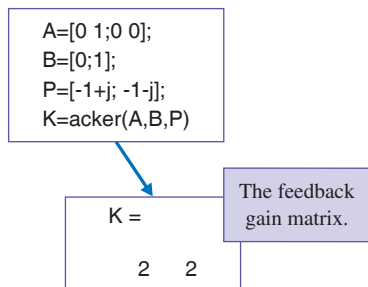 A=[0 1;0 0];
B=[0;1];
P=[-1+j; -1-j];
K=acker(A,B,P)
The feedback
gain matrix.
K =
2 2